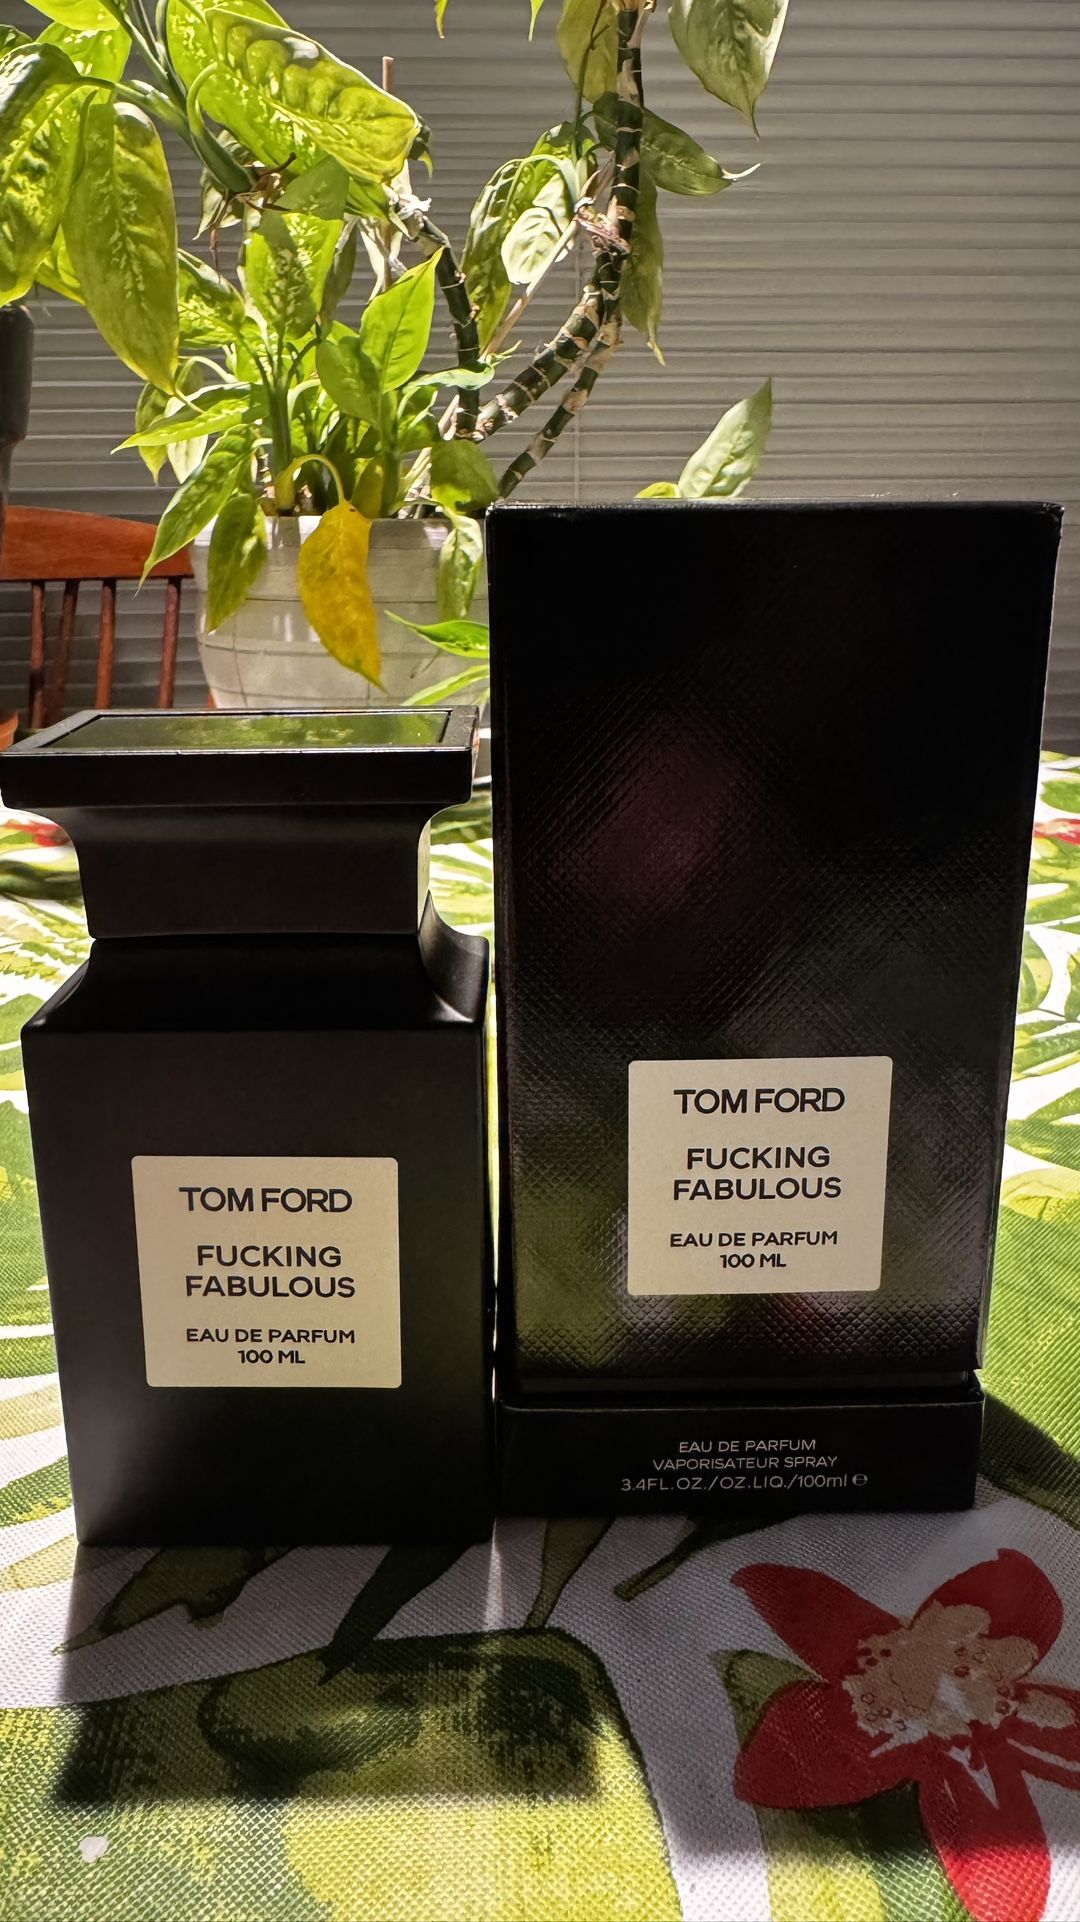 TOM FORD
FUCKING
FABULOUS
EAU DE PARFUM
100 ML
TOM FORD
FUCKING
FABULOUS
EAU DE PARFUM
100 ML
EAU DE PARFUM
VAPORISATEUR SPRAY
3.4FL.OZ./OZ.LIQ./100ml ℮